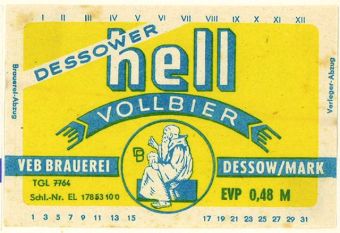 I II III IV V VI VII VIII IX X XI XII
DESSOWER
hell
VOLLBIER
Brauerei-Abzug
Verleger-Abzug
DB
VEB BRAUEREI
DESSOW/MARK
TGL 7764
EVP 0,48 M
Schl.-Nr. EL 1785310 0
1 3 5 7 9 11 13 15
17 19 21 23 25 27 29 31